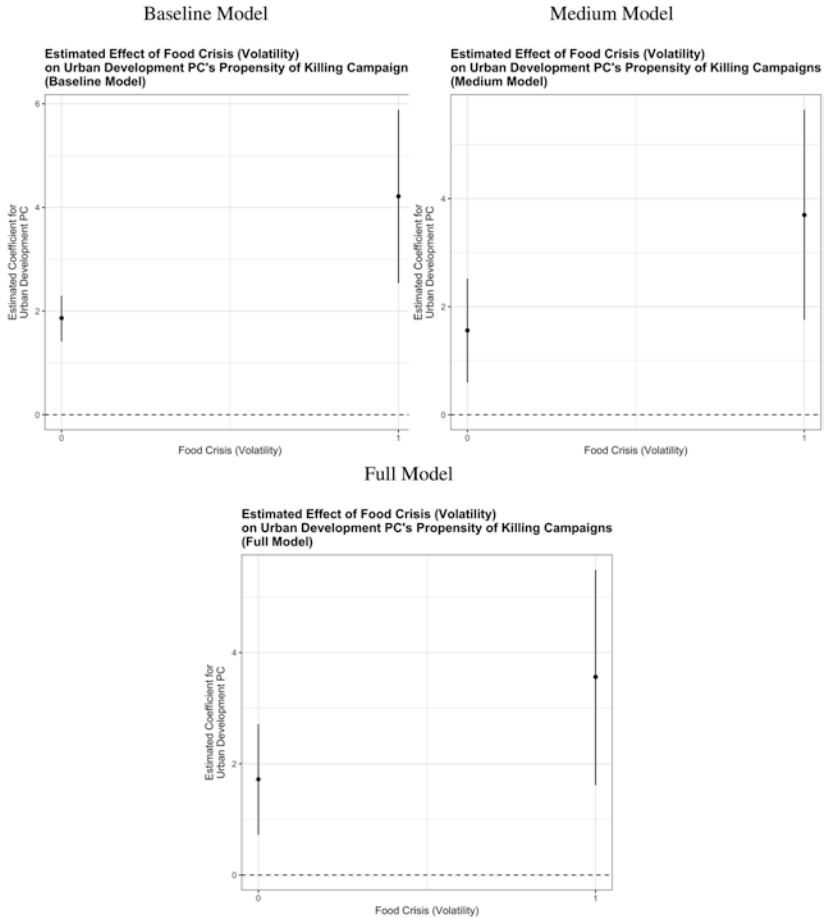 Baseline Model
Estimated Effect of Food Crisis (Volatility)
on Urban Development PC's Propensity of Killing Campaign
(Baseline Model)
6
4
2
0
Estimated Coefficient for
Urban Development PC
0
1
Food Crisis (Volatility)
Medium Model
Estimated Effect of Food Crisis (Volatility)
on Urban Development PC's Propensity of Killing Campaigns
(Medium Model)
4
2
0
Estimated Coefficient for
Urban Development PC
0
1
Food Crisis (Volatility)
Full Model
Estimated Effect of Food Crisis (Volatility)
on Urban Development PC's Propensity of Killing Campaigns
(Full Model)
4
2
0
Estimated Coefficient for
Urban Development PC
0
1
Food Crisis (Volatility)